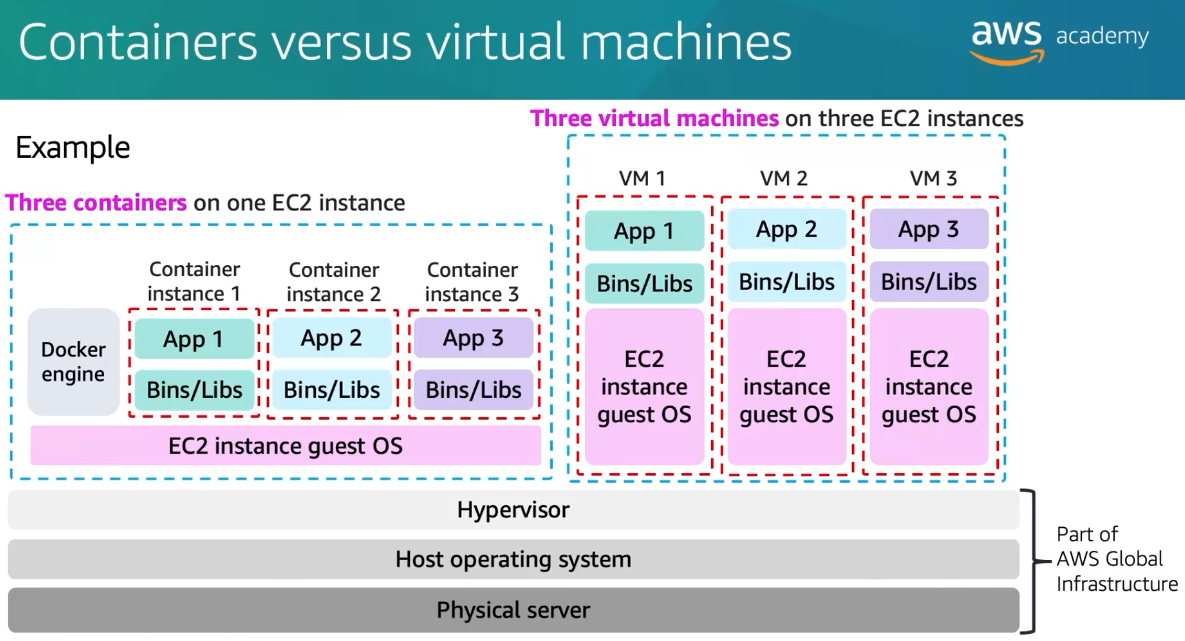 Containers versus virtual machines
aws academy
Example
Three containers on one EC2 instance
Container
instance 1
Container
instance 2
Container
instance 3
Docker
engine
App 1
App 2
App 3
Bins/Libs
Bins/Libs
Bins/Libs
EC2 instance guest OS
Three virtual machines on three EC2 instances
VM 1
VM 2
VM 3
App 1
App 2
App 3
Bins/Libs
Bins/Libs
Bins/Libs
EC2
instance
guest OS
EC2
instance
guest OS
EC2
instance
guest OS
Hypervisor
Host operating system
Physical server
Part of
AWS Global
Infrastructure